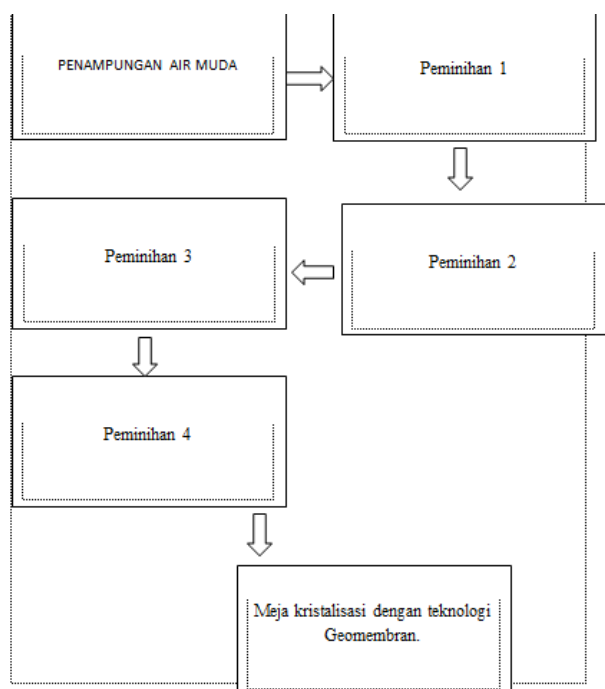 PENAMPUNGAN AIR MUDA
Peminihan 1
Peminihan 2
Peminihan 3
Peminihan 4
Meja kristalisasi dengan teknologi
Geomembran.